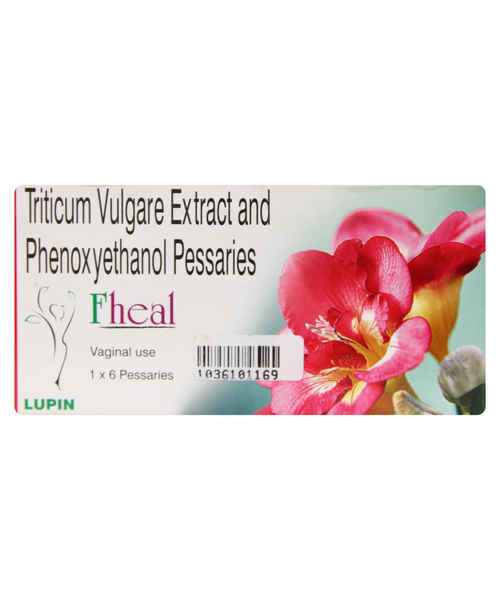 Triticum Vulgare Extract and
Phenoxyethanol Pessaries
Fheal
Vaginal use
1 x 6 Pessaries
1036101169
LUPIN